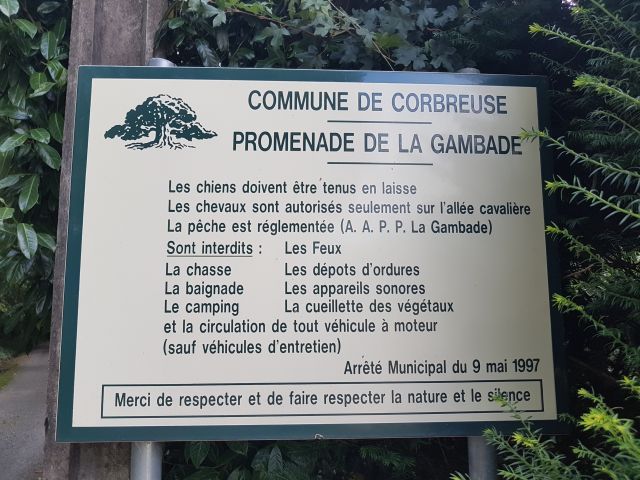 COMMUNE DE CORBREUSE
PROMENADE DE LA GAMBADE
Les chiens doivent être tenus en laisse
Les chevaux sont autorisés seulement sur l'allée cavalière
La pêche est réglementée (A. A. P. P. La Gambade)
Sont interdits : Les Feux
La chasse Les dépots d'ordures
La baignade Les appareils sonores
Le camping La cueillette des végétaux
et la circulation de tout véhicule à moteur
(sauf véhicules d'entretien)
Arrêté Municipal du 9 mai 1997
Merci de respecter et de faire respecter la nature et le silence